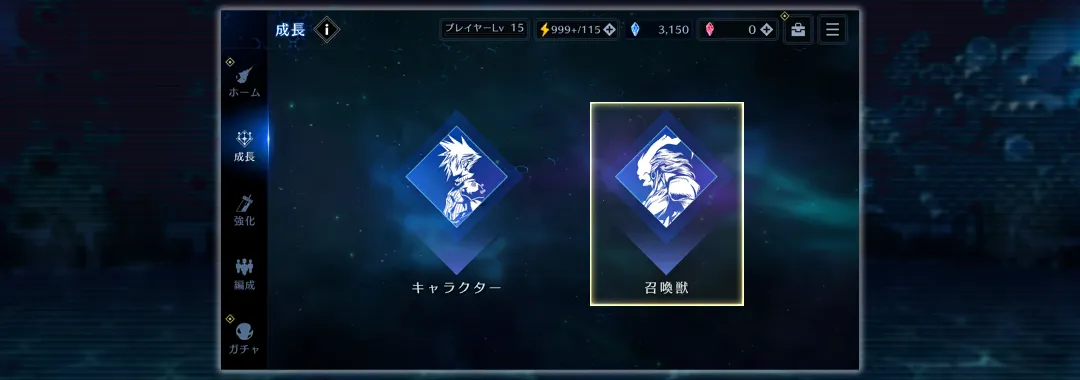 成長 i
プレイヤーLv 15
999+/115
3,150
0
ホーム
成長
強化
編成
ガチャ
キャラクター
召喚獣